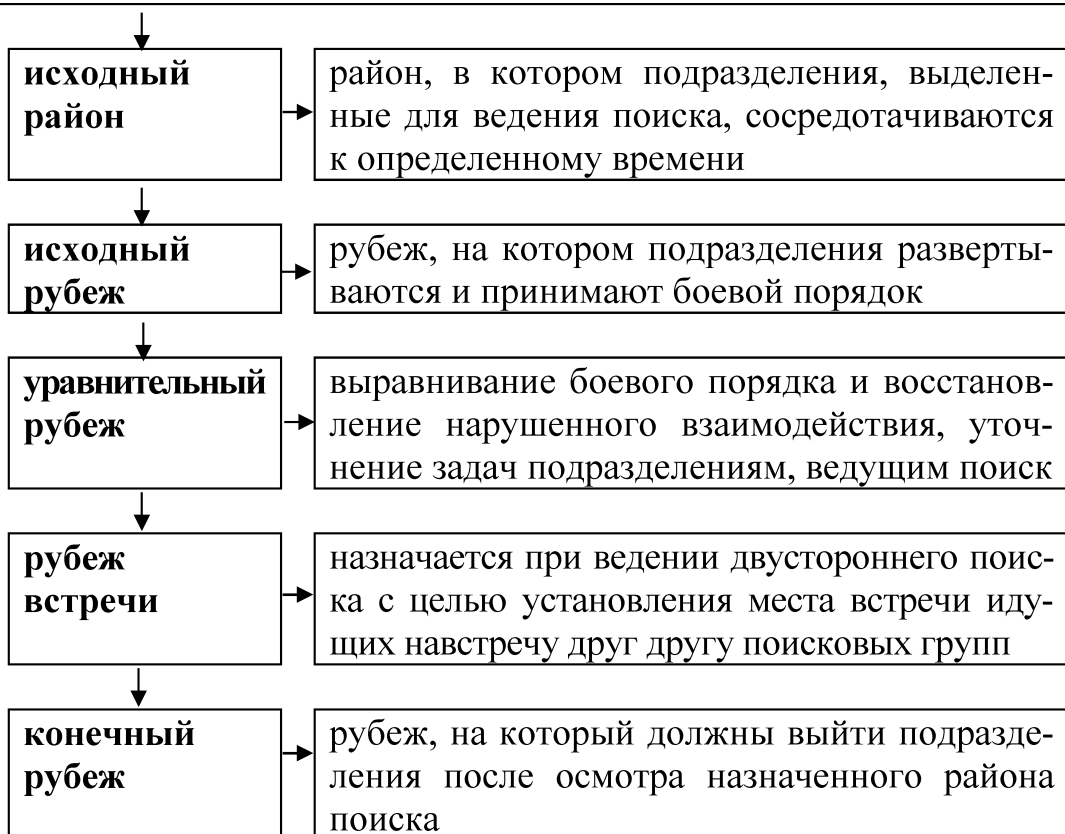 исходный
район
район, в котором подразделения, выделен-
ные для ведения поиска, сосредотачиваются
к определенному времени
исходный
рубеж
рубеж, на котором подразделения разверты-
ваются и принимают боевой порядок
уравнительный
рубеж
выравнивание боевого порядка и восстанов-
ление нарушенного взаимодействия, уточ-
нение задач подразделениям, ведущим поиск
рубеж
встречи
назначается при ведении двустороннего поис-
ка с целью установления места встречи иду-
щих навстречу друг другу поисковых групп
конечный
рубеж
рубеж, на который должны выйти подразде-
ления после осмотра назначенного района
поиска